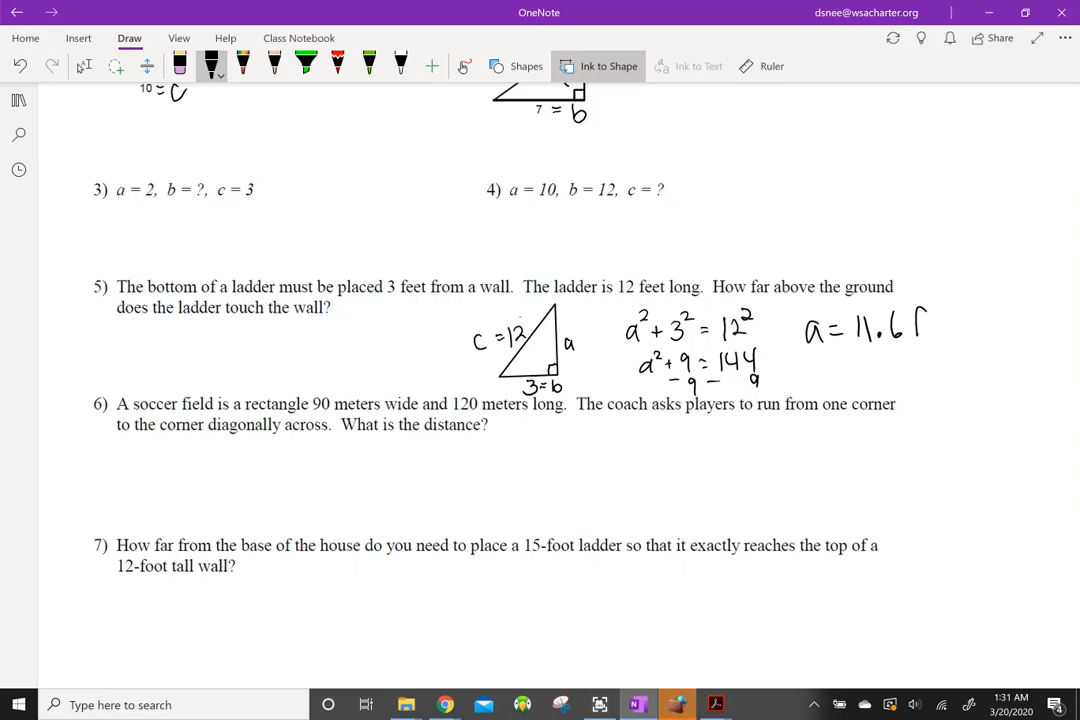 OneNote
dsnee@wsacharter.org
Home Insert Draw View Help Class Notebook Share
Shapes Ink to Shape Ink to Text Ruler
10 = c
7 = b
3) a = 2, b = ?, c = 3
4) a = 10, b = 12, c = ?
5) The bottom of a ladder must be placed 3 feet from a wall. The ladder is 12 feet long. How far above the ground
does the ladder touch the wall?
c = 12
a
3 = b
a² + 3² = 12²
a² + 9 = 144
- 9 - 9
a = 11.6 f
6) A soccer field is a rectangle 90 meters wide and 120 meters long. The coach asks players to run from one corner
to the corner diagonally across. What is the distance?
7) How far from the base of the house do you need to place a 15-foot ladder so that it exactly reaches the top of a
12-foot tall wall?
Type here to search
1:31 AM
3/20/2020
4